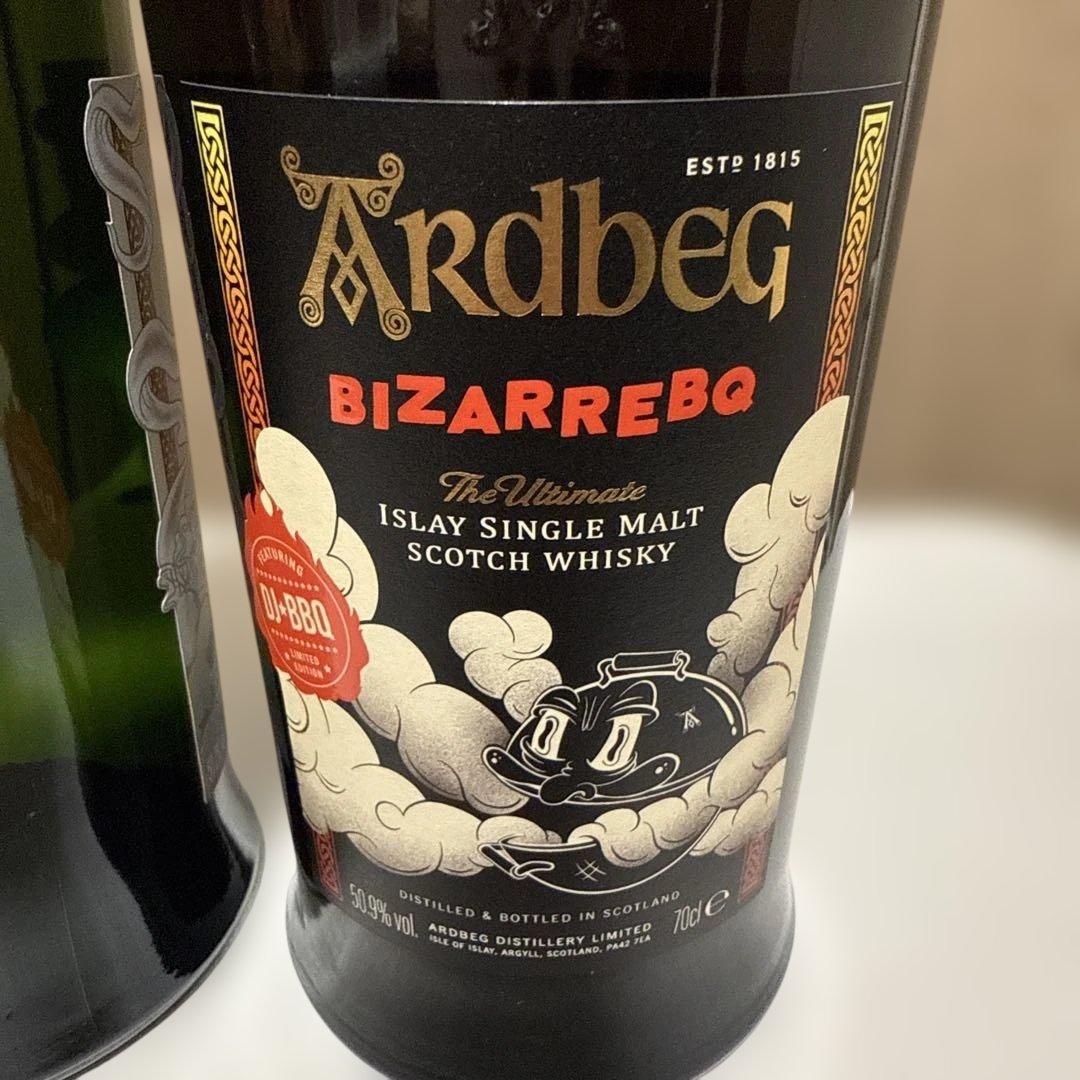 ESTD 1815
ARdbEG
BIZARREBQ
The Ultimate
ISLAY SINGLE MALT
SCOTCH WHISKY
FEATURING
DJ★BBQ
LIMITED
★ EDITION ★
DISTILLED & BOTTLED IN SCOTLAND
50.9% vol.
ARDBEG DISTILLERY LIMITED
ISLE OF ISLAY, ARGYLL, SCOTLAND, PA42 7EA
70cl e